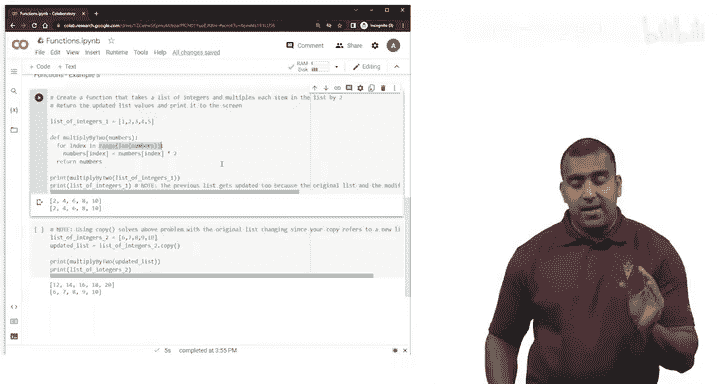 Functions.ipynb - Colaboratory
colab.research.google.com/drive/
Incognito
Functions.ipynb
File Edit View Insert Runtime Tools Help All changes saved
Comment Share A
+ Code + Text
RAM
Disk
Editing
Functions - Example 3
# Create a function that takes a list of integers and multiples each item in the list by 2
# Return the updated list values and print it to the screen
list_of_integers_1 = [1,2,3,4,5]
def multiplyByTwo(numbers):
for index in range(len(numbers)):
numbers[index] = numbers[index] * 2
return numbers
print(multiplyByTwo(list_of_integers_1))
print(list_of_integers_1) # NOTE: The previous list gets updated too because the original list and the modif
[2, 4, 6, 8, 10]
[2, 4, 6, 8, 10]
[ ] # NOTE: Using copy() solves above problem with the original list changing since your copy refers to a new li
list_of_integers_2 = [6,7,8,9,10]
updated_list = list_of_integers_2.copy()
print(multiplyByTwo(updated_list))
print(list_of_integers_2)
[12, 14, 16, 18, 20]
[6, 7, 8, 9, 10]
5s completed at 3:55 PM
bilibili